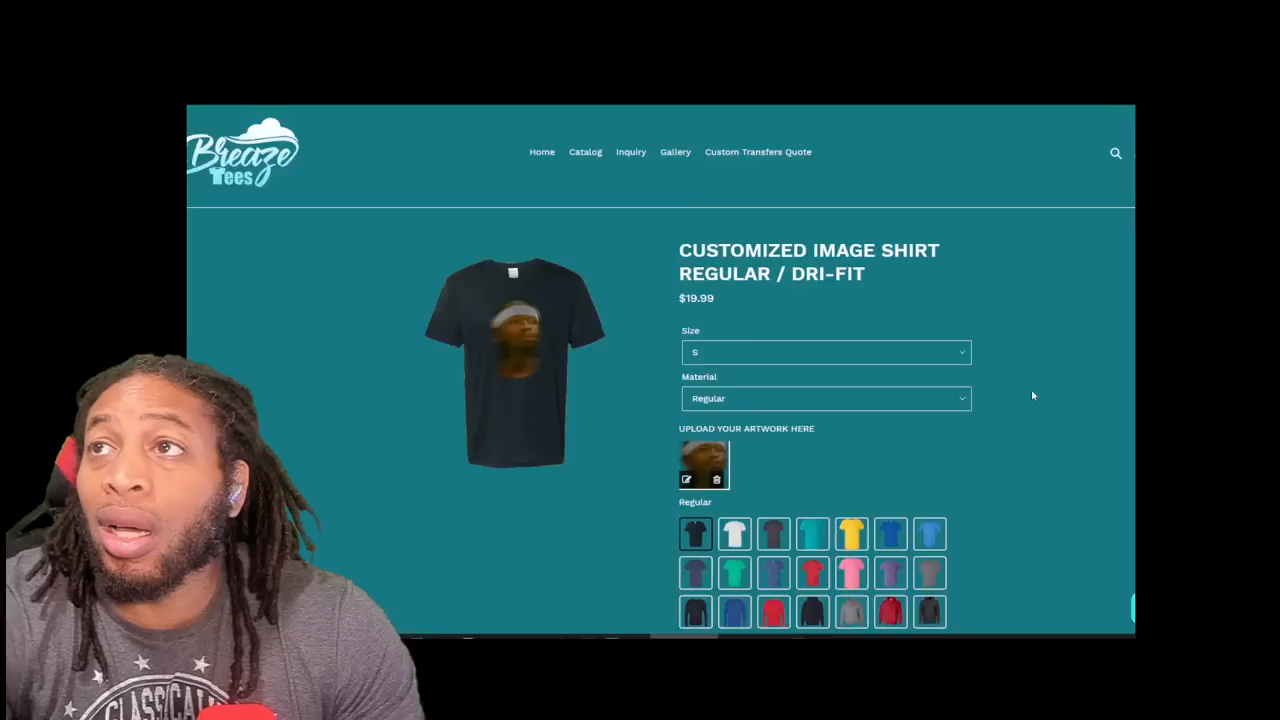 Breaze
Tees
Home Catalog Inquiry Gallery Custom Transfers Quote
CUSTOMIZED IMAGE SHIRT
REGULAR / DRI-FIT
$19.99
Size
S
Material
Regular
UPLOAD YOUR ARTWORK HERE
Regular
CLASSICAL